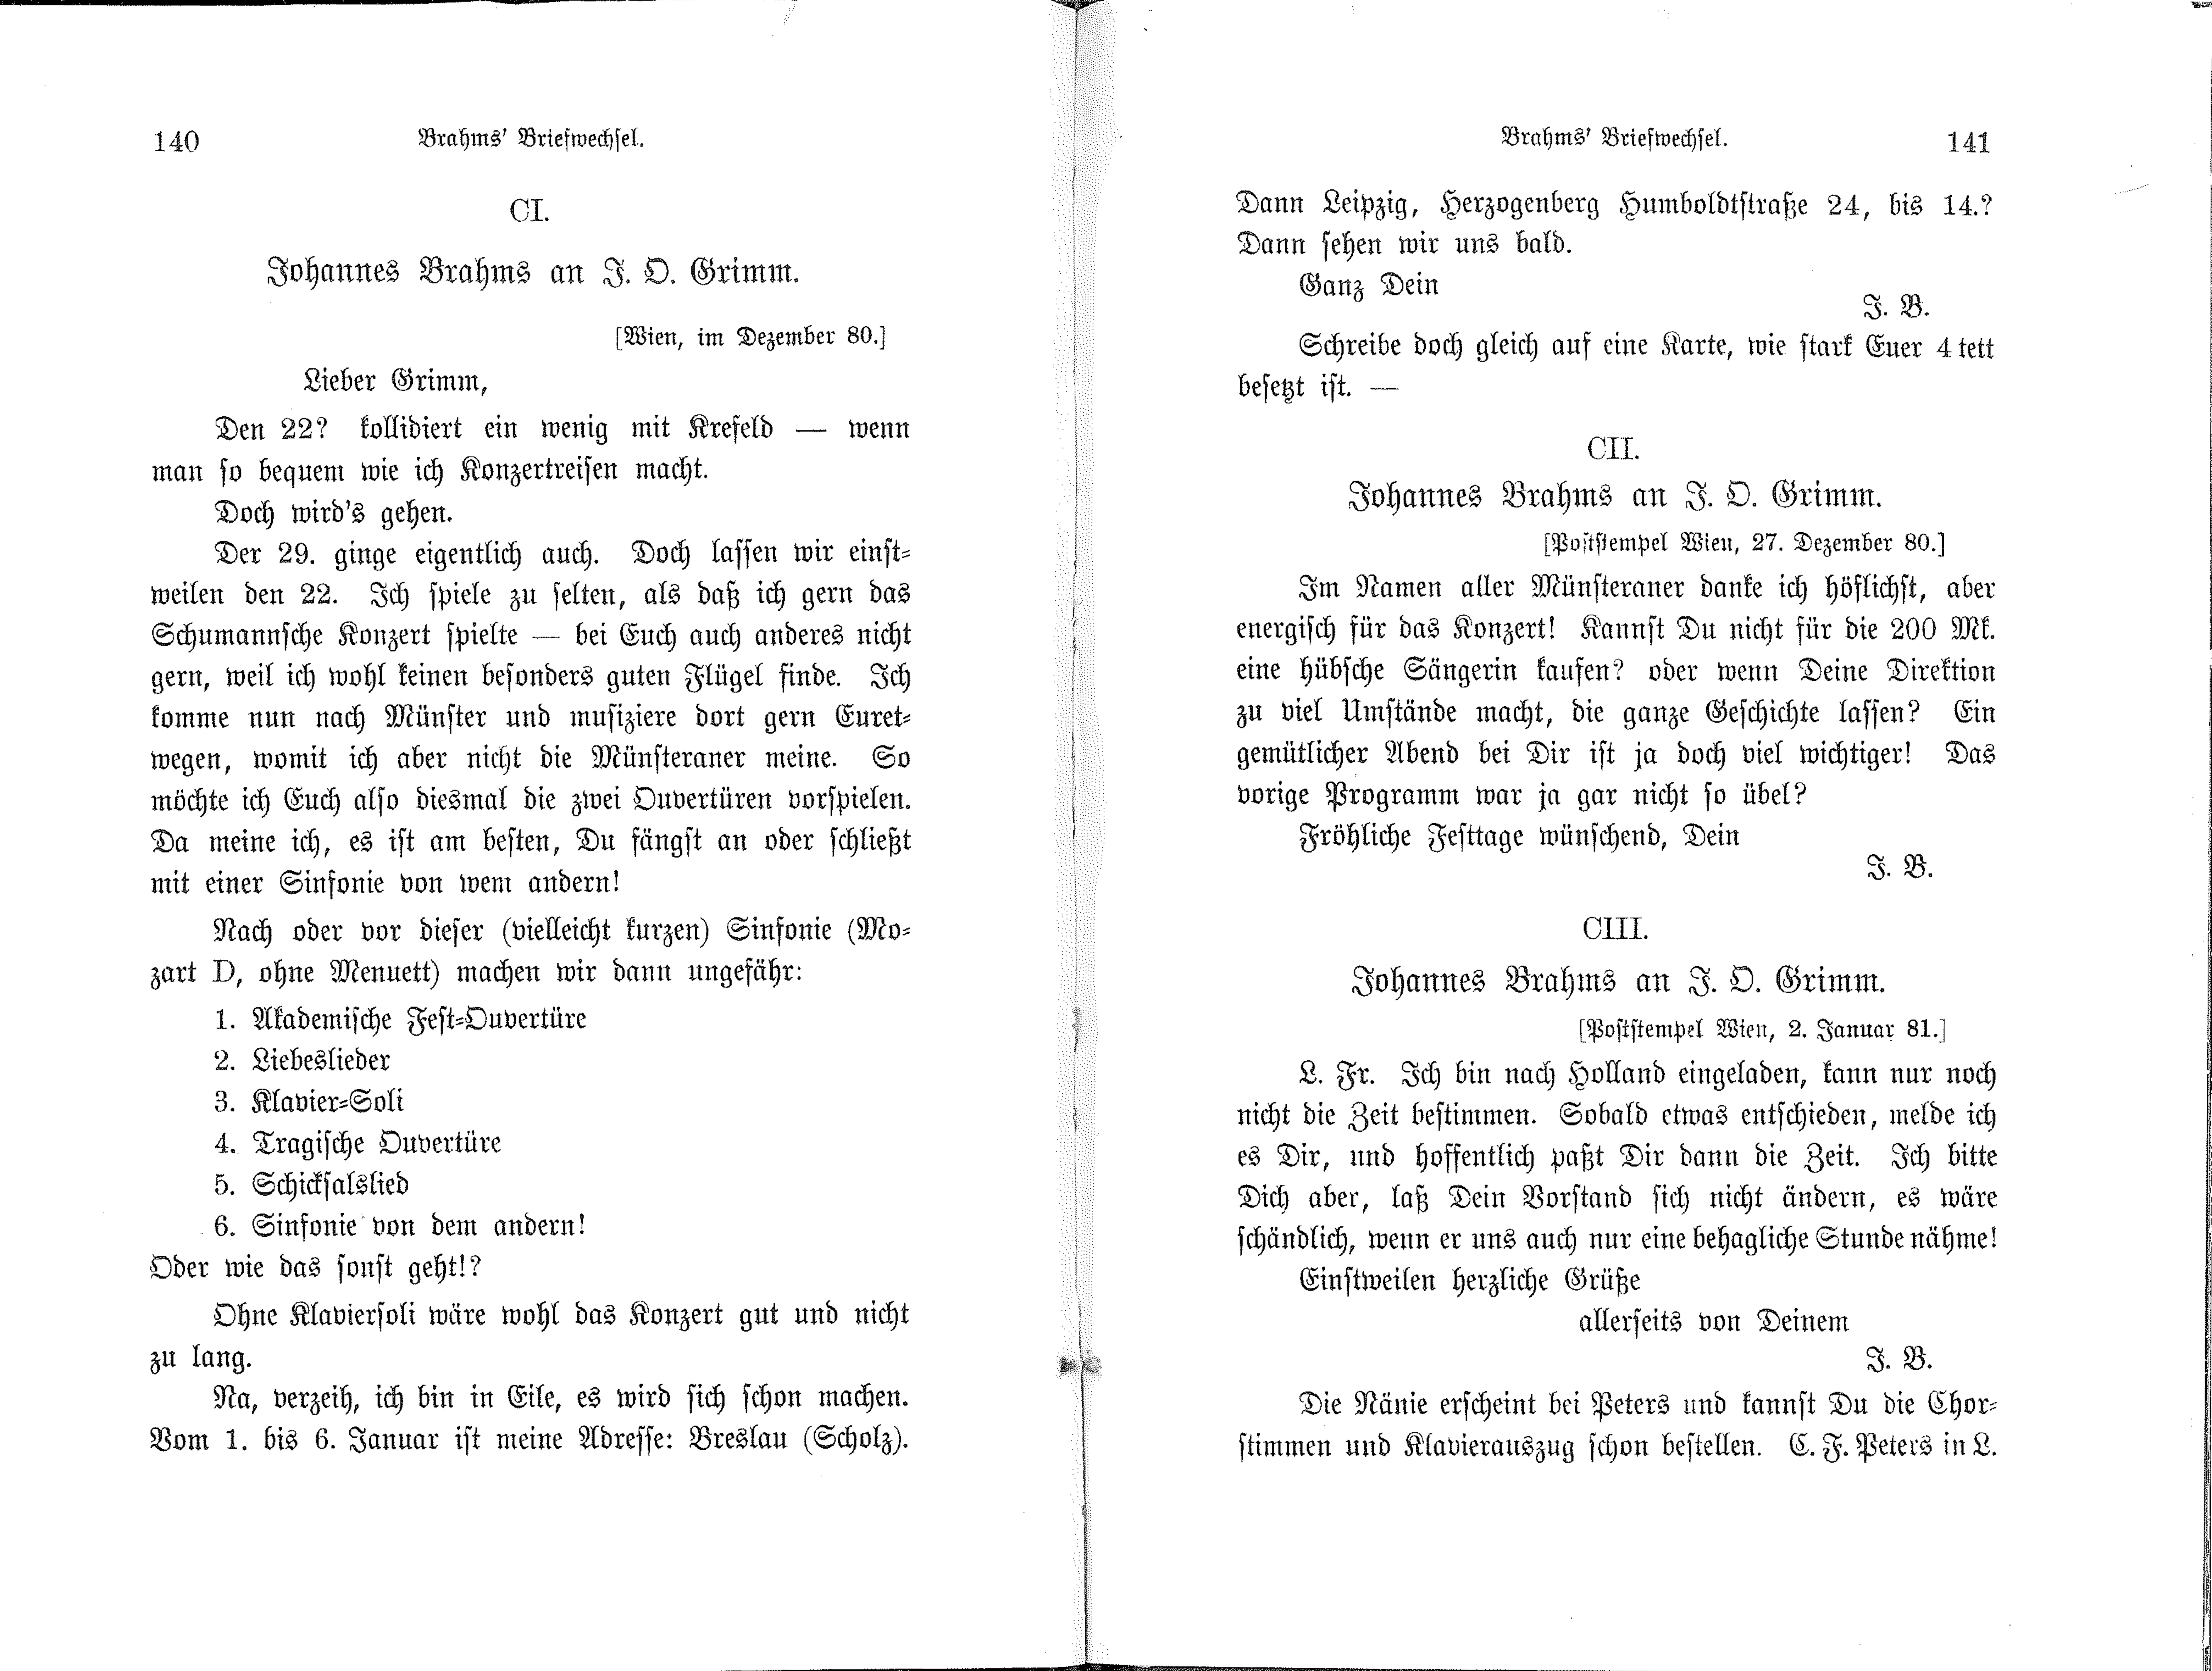 140
Brahms' Briefwechsel.
CI.
Johannes Brahms an J. O. Grimm.
[Wien, im Dezember 80.]
Lieber Grimm,
Den 22? kollidiert ein wenig mit Krefeld — wenn
man so bequem wie ich Konzertreisen macht.
Doch wird's gehen.
Der 29. ginge eigentlich auch. Doch lassen wir einst-
weilen den 22. Ich spiele zu selten, als daß ich gern das
Schumannsche Konzert spielte — bei Euch auch anderes nicht
gern, weil ich wohl keinen besonders guten Flügel finde. Ich
komme nun nach Münster und musiziere dort gern Euret-
wegen, womit ich aber nicht die Münsteraner meine. So
möchte ich Euch also diesmal die zwei Ouvertüren vorspielen.
Da meine ich, es ist am besten, Du fängst an oder schließt
mit einer Sinfonie von wem andern!
Nach oder vor dieser (vielleicht kurzen) Sinfonie (Mo-
zart D, ohne Menuett) machen wir dann ungefähr:
1. Akademische Fest-Ouvertüre
2. Liebeslieder
3. Klavier-Soli
4. Tragische Ouvertüre
5. Schicksalslied
6. Sinfonie von dem andern!
Oder wie das sonst geht!?
Ohne Klaviersoli wäre wohl das Konzert gut und nicht
zu lang.
Na, verzeih, ich bin in Eile, es wird sich schon machen.
Vom 1. bis 6. Januar ist meine Adresse: Breslau (Scholz).
Brahms' Briefwechsel.
141
Dann Leipzig, Herzogenberg Humboldtstraße 24, bis 14.?
Dann sehen wir uns bald.
Ganz Dein
J. B.
Schreibe doch gleich auf eine Karte, wie stark Euer 4 tett
besetzt ist. —
CII.
Johannes Brahms an J. O. Grimm.
[Poststempel Wien, 27. Dezember 80.]
Im Namen aller Münsteraner danke ich höflichst, aber
energisch für das Konzert! Kannst Du nicht für die 200 Mk.
eine hübsche Sängerin kaufen? oder wenn Deine Direktion
zu viel Umstände macht, die ganze Geschichte lassen? Ein
gemütlicher Abend bei Dir ist ja doch viel wichtiger! Das
vorige Programm war ja gar nicht so übel?
Fröhliche Festtage wünschend, Dein
J. B.
CIII.
Johannes Brahms an J. O. Grimm.
[Poststempel Wien, 2. Januar 81.]
L. Fr. Ich bin nach Holland eingeladen, kann nur noch
nicht die Zeit bestimmen. Sobald etwas entschieden, melde ich
es Dir, und hoffentlich paßt Dir dann die Zeit. Ich bitte
Dich aber, laß Dein Vorstand sich nicht ändern, es wäre
schändlich, wenn er uns auch nur eine behagliche Stunde nähme!
Einstweilen herzliche Grüße
allerseits von Deinem
J. B.
Die Nänie erscheint bei Peters und kannst Du die Chor-
stimmen und Klavierauszug schon bestellen. C. F. Peters in L.